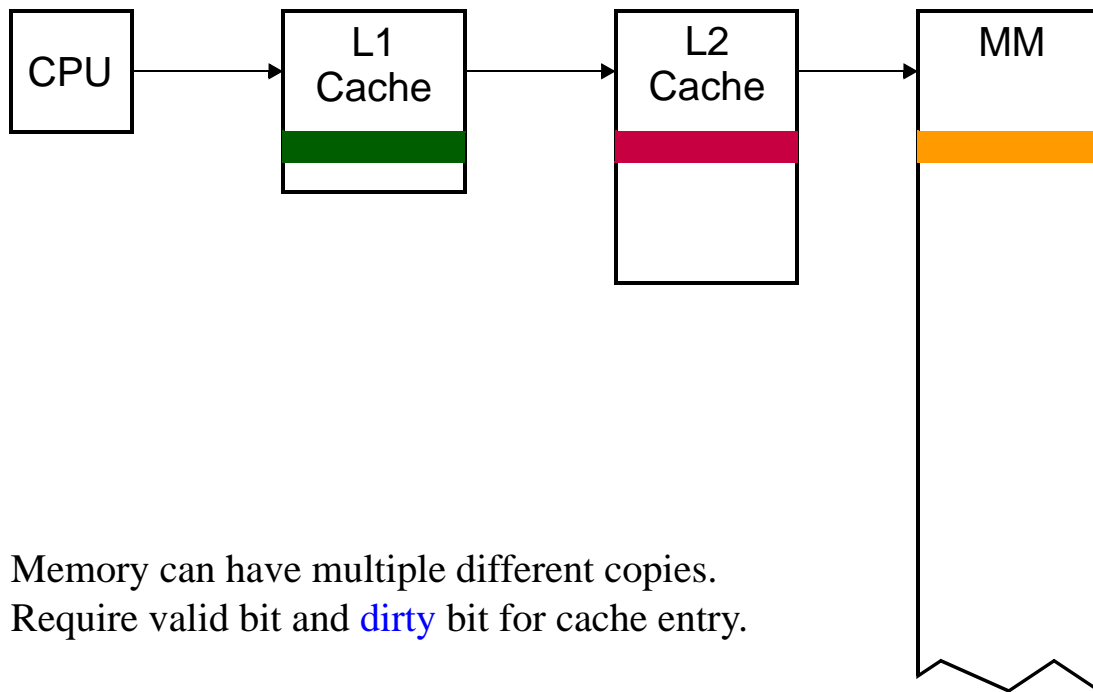 CPU
L1
Cache
L2
Cache
MM
Memory can have multiple different copies.
Require valid bit and dirty bit for cache entry.